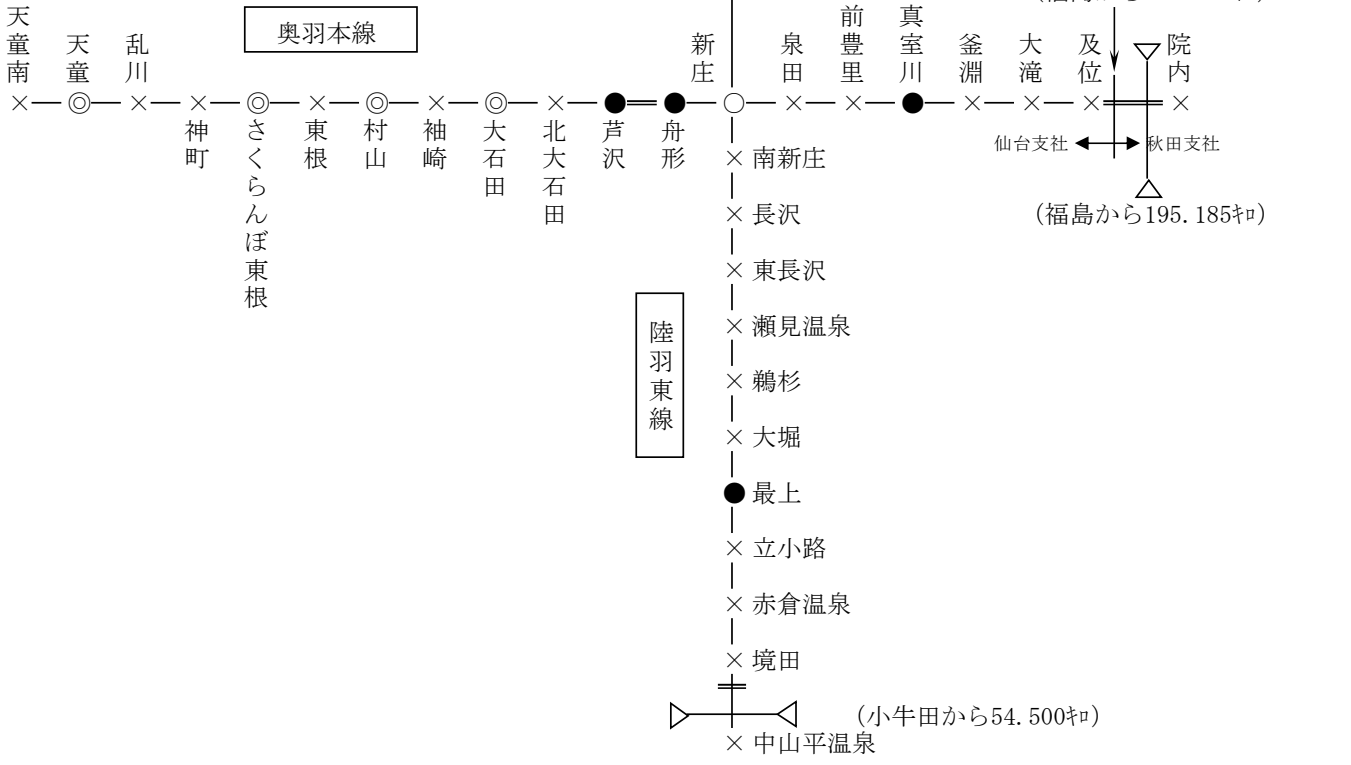 奥羽本線
天童南
天童
乱川
神町
さくらんぼ東根
東根
村山
袖崎
大石田
北大石田
芦沢
舟形
新庄
泉田
前豊里
真室川
釜淵
大滝
及位
院内
仙台支社
秋田支社
(福島から195.185㌔)
陸羽東線
南新庄
長沢
東長沢
瀬見温泉
鵜杉
大堀
最上
立小路
赤倉温泉
境田
(小牛田から54.500㌔)
中山平温泉